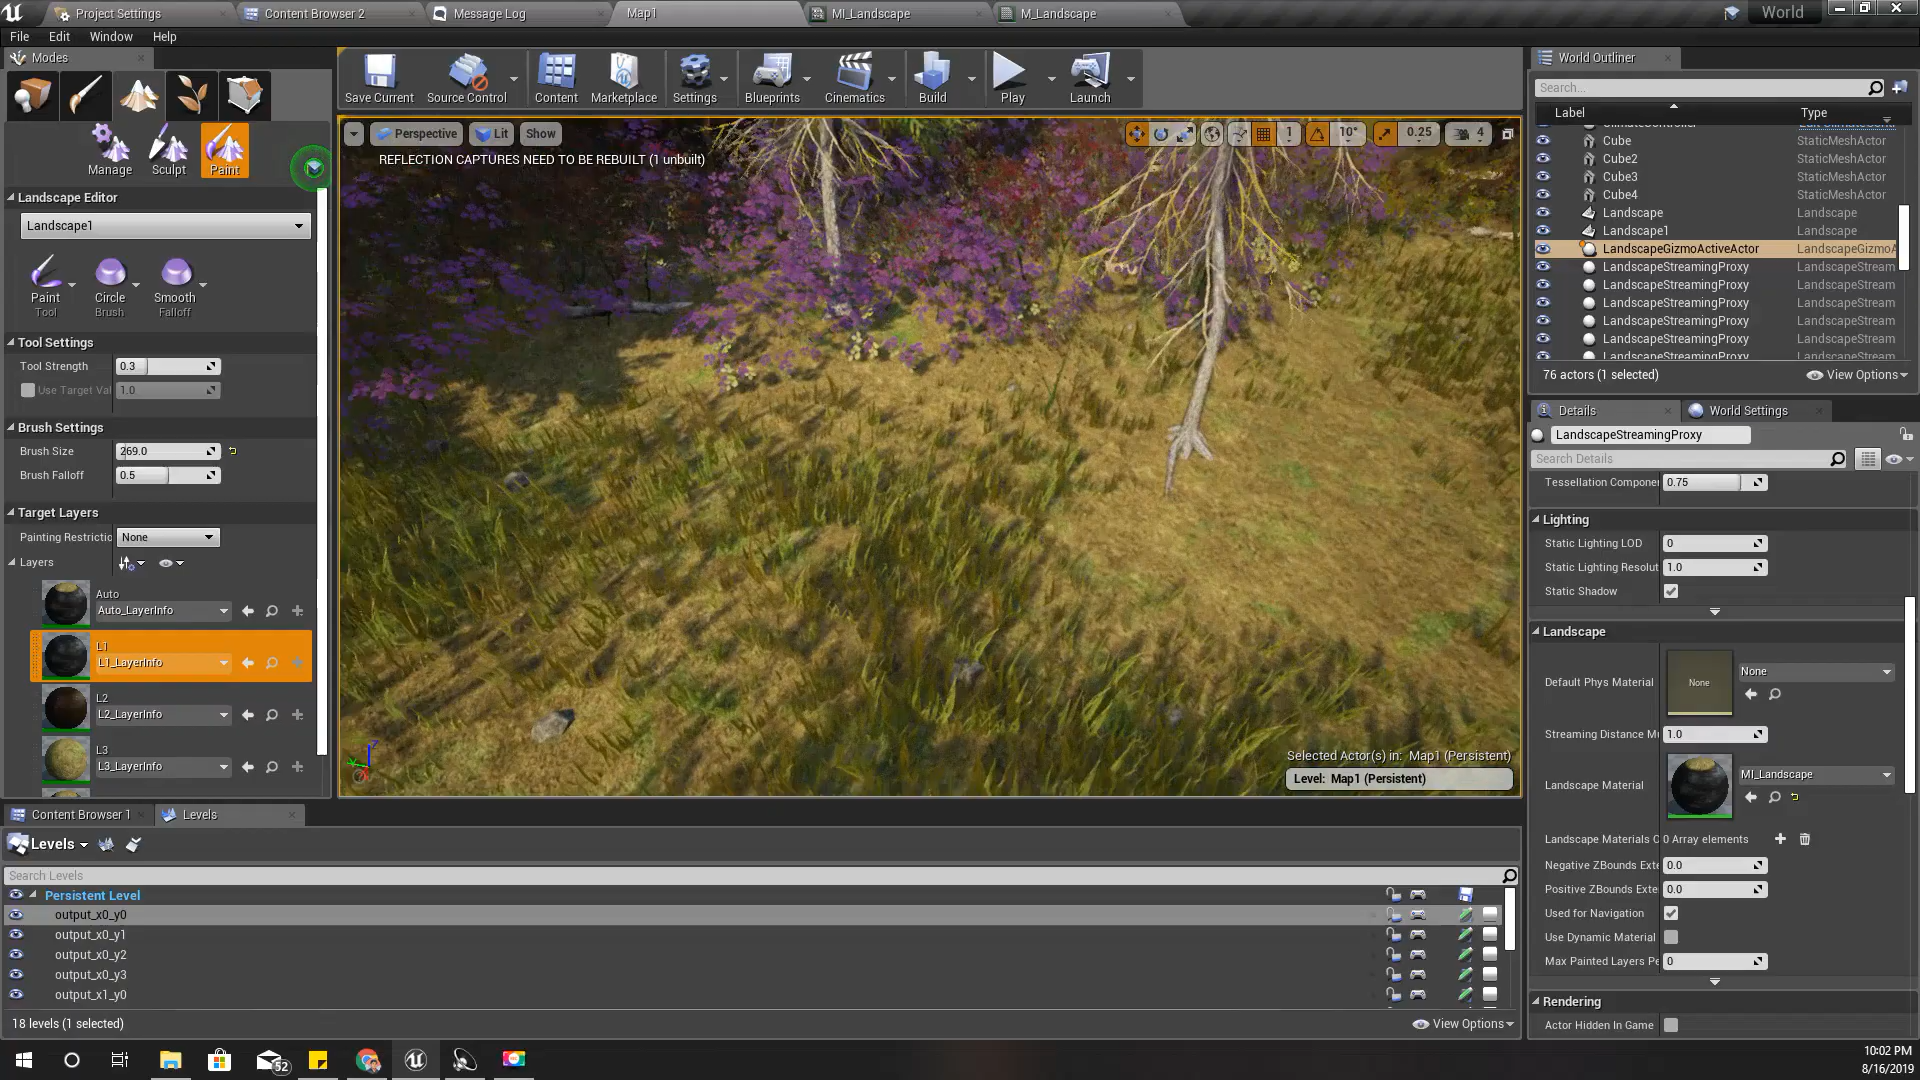 Project Settings
Content Browser 2
Message Log
Map1
MI_Landscape
M_Landscape
World
File Edit Window Help
Modes
Save Current
Source Control
Content
Marketplace
Settings
Blueprints
Cinematics
Build
Play
Launch
Manage
Sculpt
Paint
Landscape Editor
Landscape1
Paint
Tool
Circle
Brush
Smooth
Falloff
Tool Settings
Tool Strength 0.3
Use Target Val 1.0
Brush Settings
Brush Size 269.0
Brush Falloff 0.5
Target Layers
Painting Restrictio None
Layers
Auto
Auto_LayerInfo
L1
L1_LayerInfo
L2
L2_LayerInfo
L3
L3_LayerInfo
Perspective
Lit
Show
1
10°
0.25
4
REFLECTION CAPTURES NEED TO BE REBUILT (1 unbuilt)
Selected Actor(s) in: Map1 (Persistent)
Level: Map1 (Persistent)
World Outliner
Search...
Label Type
Cube StaticMeshActor
Cube2 StaticMeshActor
Cube3 StaticMeshActor
Cube4 StaticMeshActor
Landscape Landscape
Landscape1 Landscape
LandscapeGizmoActiveActor LandscapeGizmoA
LandscapeStreamingProxy LandscapeStream
LandscapeStreamingProxy LandscapeStream
LandscapeStreamingProxy LandscapeStream
LandscapeStreamingProxy LandscapeStream
LandscapeStreamingProxy LandscapeStream
LandscapeStreamingProxy LandscapeStream
76 actors (1 selected)
View Options
Details
World Settings
LandscapeStreamingProxy
Search Details
Tessellation Componen 0.75
Lighting
Static Lighting LOD 0
Static Lighting Resolut 1.0
Static Shadow
Landscape
Default Phys Material
None
None
Streaming Distance Mu 1.0
Landscape Material
MI_Landscape
Landscape Materials O 0 Array elements
Negative ZBounds Exte 0.0
Positive ZBounds Exter 0.0
Used for Navigation
Use Dynamic Material
Max Painted Layers Pe 0
Rendering
Actor Hidden In Game
Content Browser 1
Levels
Levels
Search Levels
Persistent Level
output_x0_y0
output_x0_y1
output_x0_y2
output_x0_y3
output_x1_y0
18 levels (1 selected)
View Options
52
10:02 PM
8/16/2019